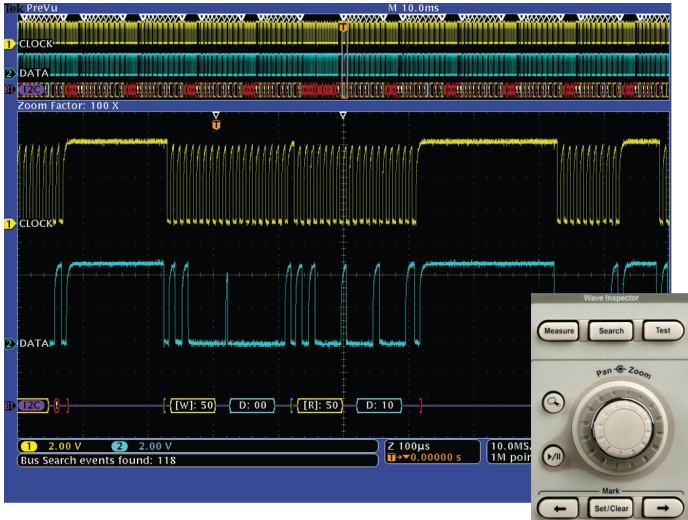 Tek PreVu M 10.0ms
T
1 CLOCK
2 DATA
B1 I2C
Zoom Factor: 100 X
T
1 CLOCK
2 DATA
B1 I2C ! [W]: 50 D: 00 [R]: 50 D: 10
1 2.00 V 2 2.00 V
Bus Search events found: 118
Z 100µs
T→▼0.00000 s
10.0MS
1M poin
Wave Inspector
Measure Search Test
Pan Zoom
Mark
← Set/Clear →